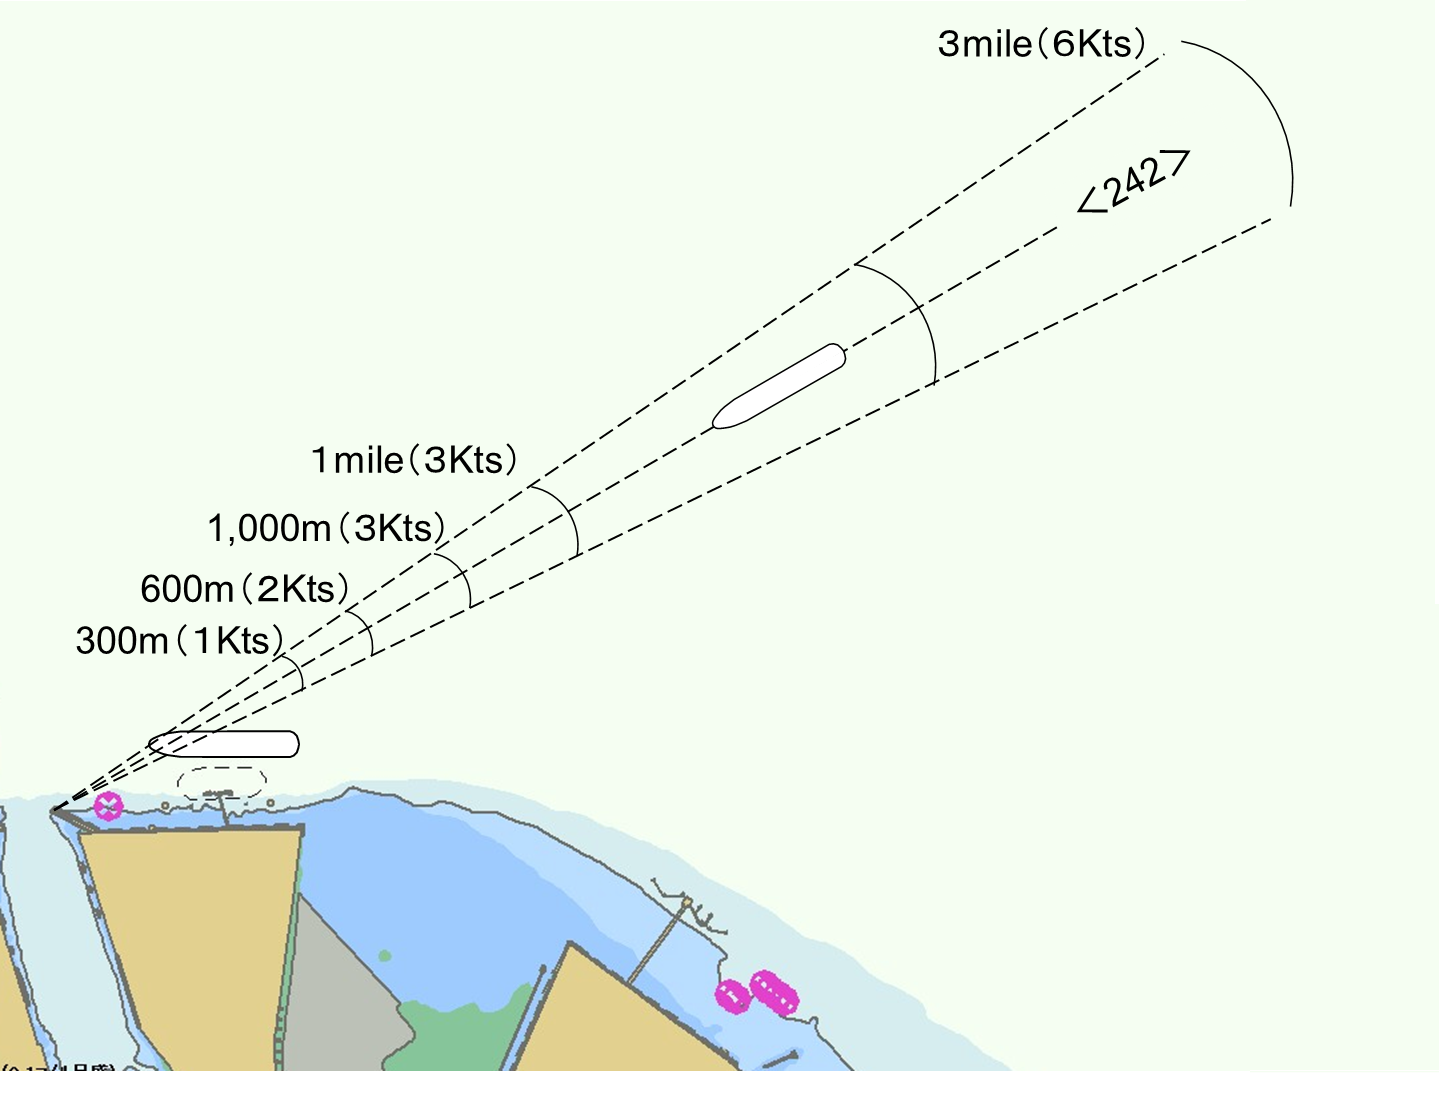 3mile(6Kts)
<242>
1mile(3Kts)
1,000m(3Kts)
600m(2Kts)
300m(1Kts)